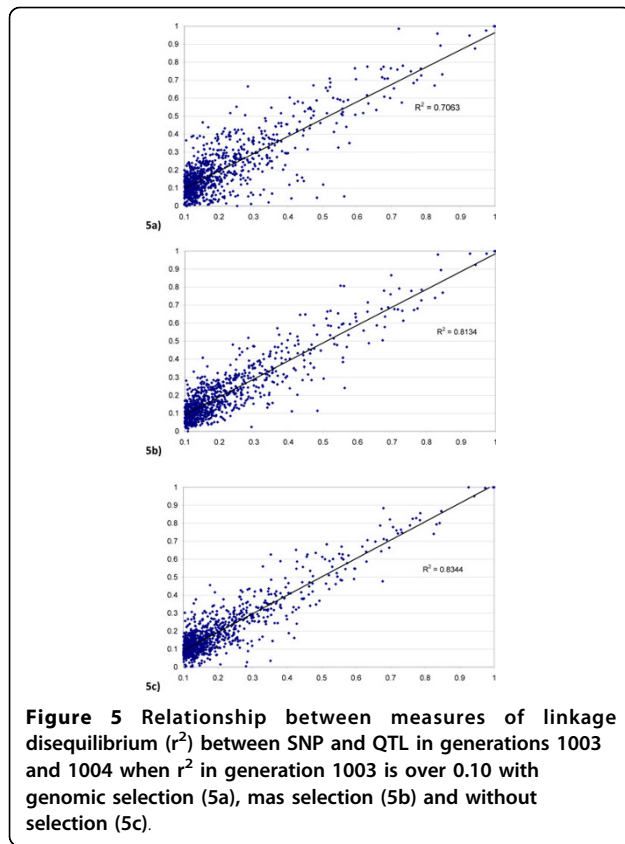 1
0.9
0.8
0.7
0.6
0.5
0.4
0.3
0.2
0.1
0
R² = 0.7063
0.1 0.2 0.3 0.4 0.5 0.6 0.7 0.8 0.9 1
5a)
1
0.9
0.8
0.7
0.6
0.5
0.4
0.3
0.2
0.1
0
R² = 0.8134
0.1 0.2 0.3 0.4 0.5 0.6 0.7 0.8 0.9 1
5b)
1
0.9
0.8
0.7
0.6
0.5
0.4
0.3
0.2
0.1
0
R² = 0.8344
0.1 0.2 0.3 0.4 0.5 0.6 0.7 0.8 0.9 1
5c)
Figure 5 Relationship between measures of linkage
disequilibrium (r²) between SNP and QTL in generations 1003
and 1004 when r² in generation 1003 is over 0.10 with
genomic selection (5a), mas selection (5b) and without
selection (5c).